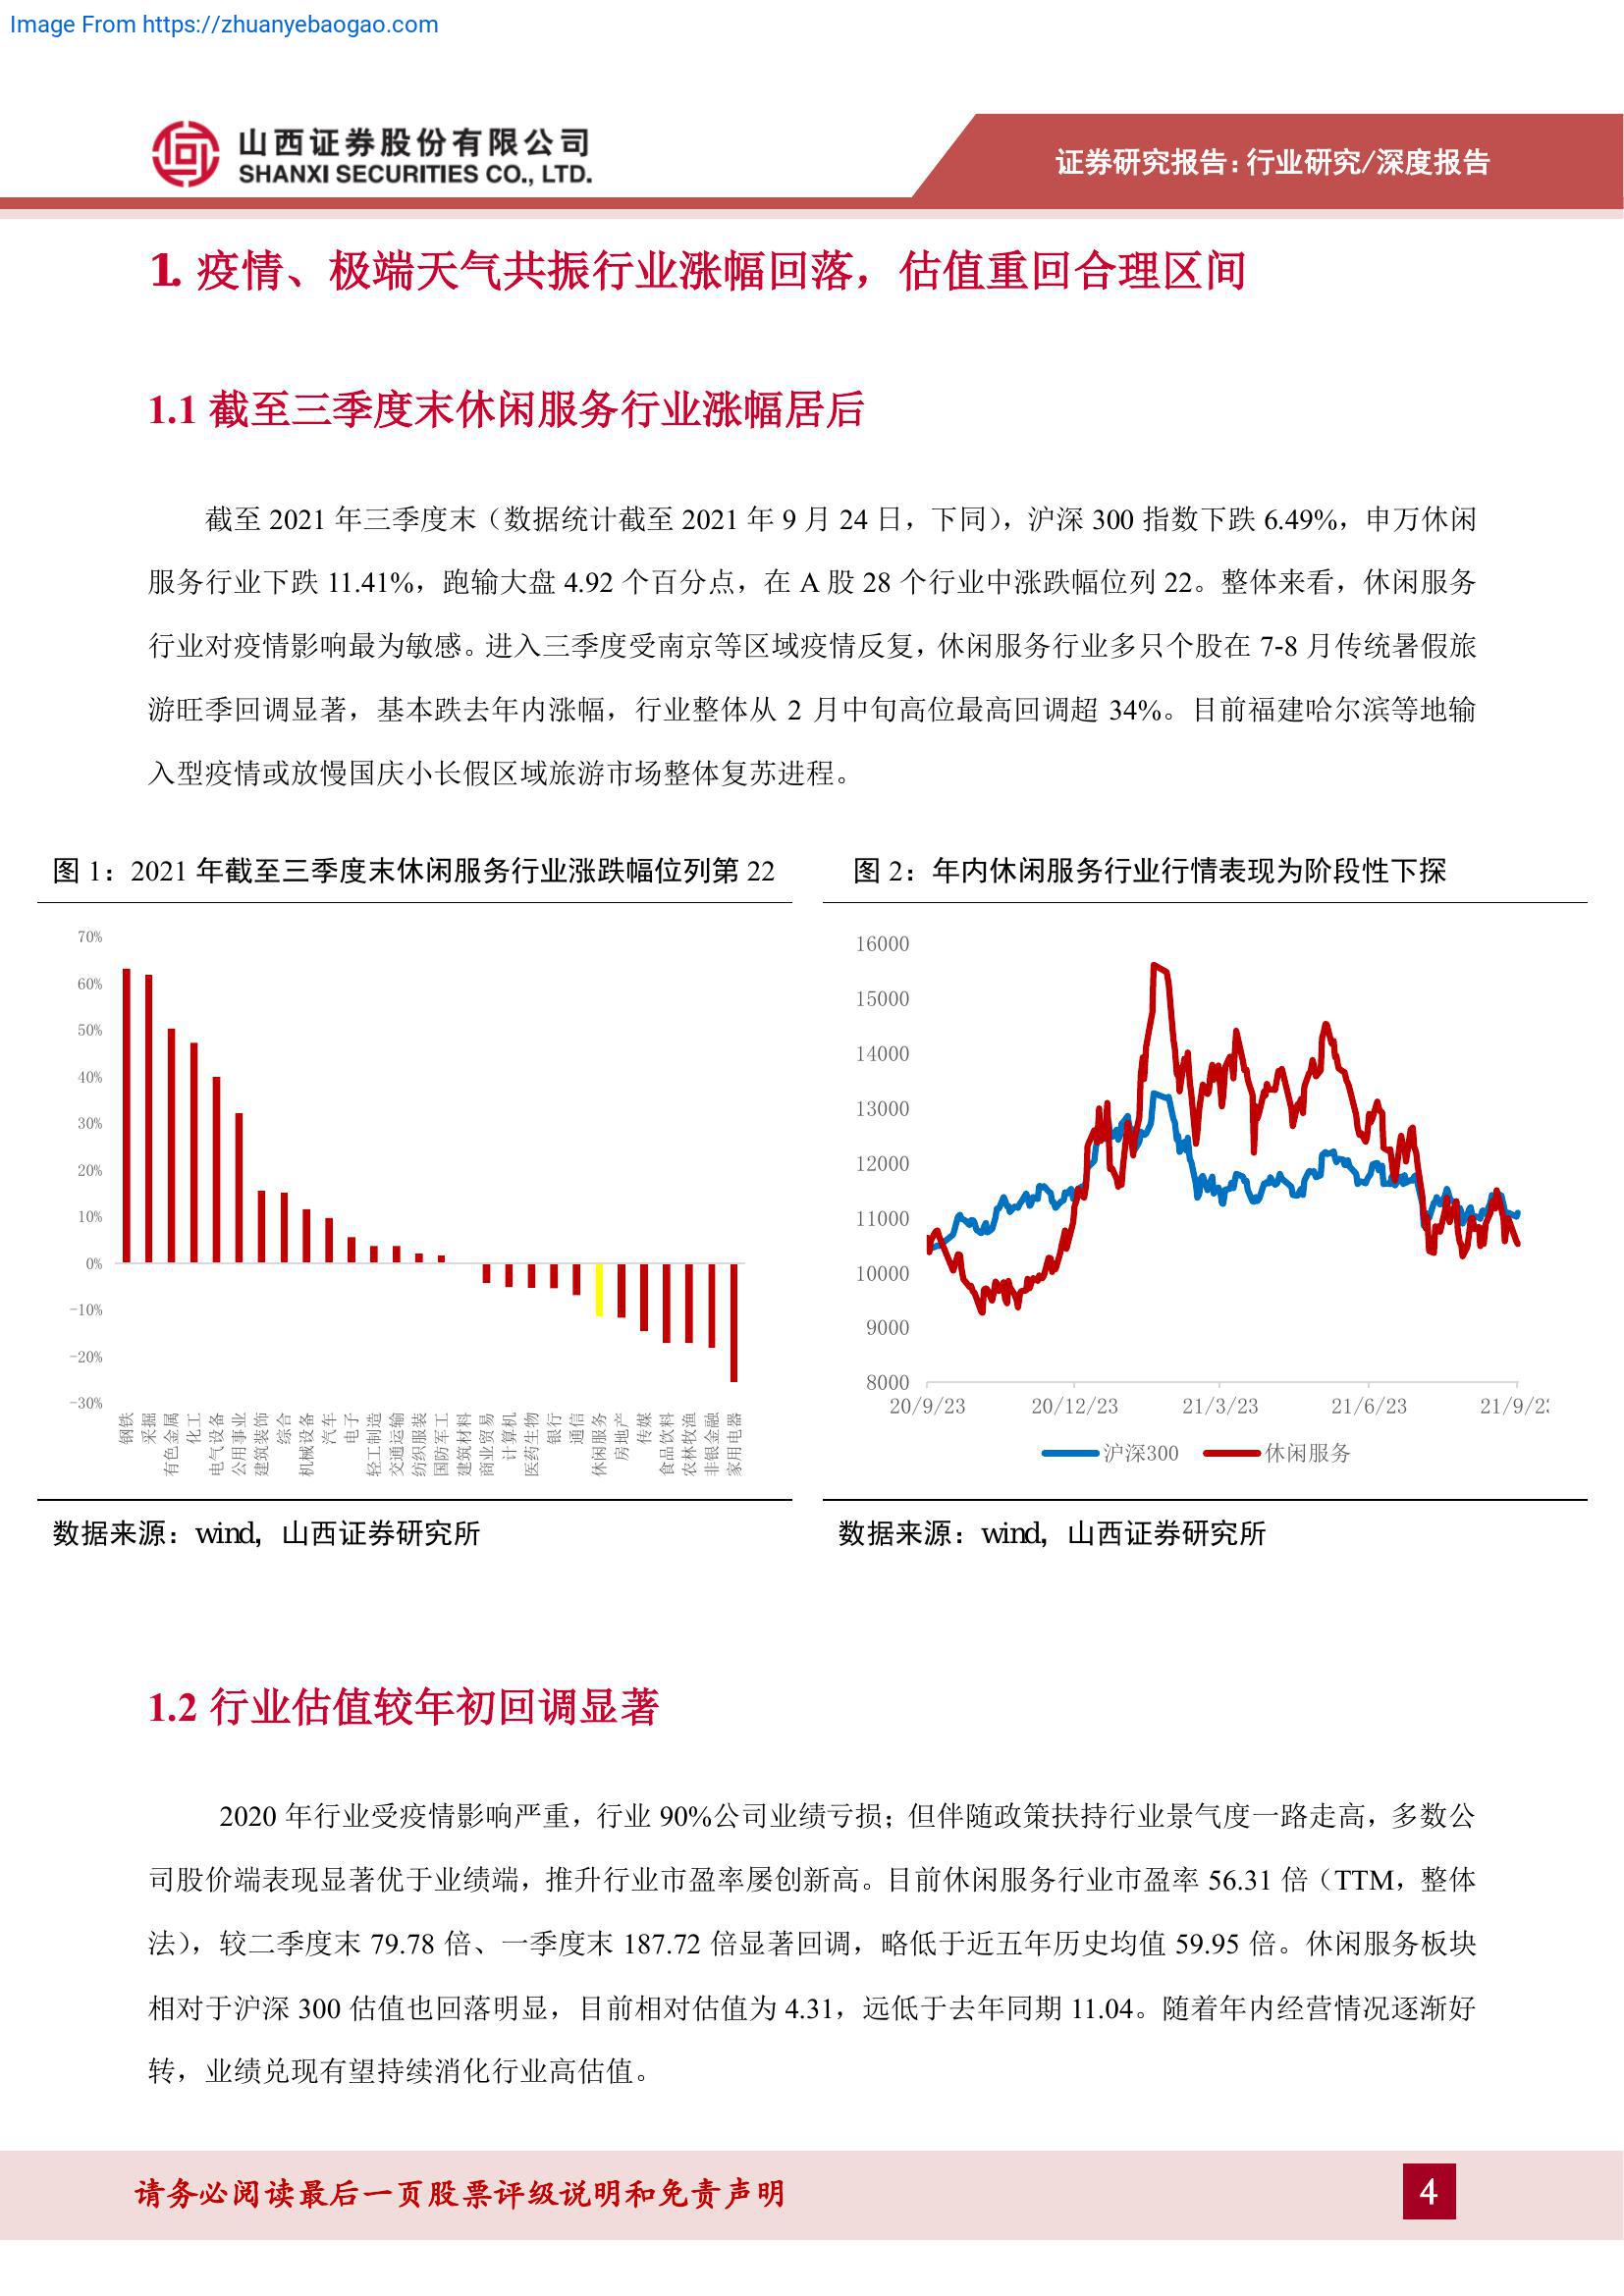 Image From https://zhuanyebaogao.com
山西证券股份有限公司
SHANXI SECURITIES CO., LTD.
证券研究报告:行业研究/深度报告
1. 疫情、极端天气共振行业涨幅回落，估值重回合理区间
1.1 截至三季度末休闲服务行业涨幅居后
截至 2021 年三季度末（数据统计截至 2021 年 9 月 24 日，下同），沪深 300 指数下跌 6.49%，申万休闲
服务行业下跌 11.41%，跑输大盘 4.92 个百分点，在 A 股 28 个行业中涨跌幅位列 22。整体来看，休闲服务
行业对疫情影响最为敏感。进入三季度受南京等区域疫情反复，休闲服务行业多只个股在 7-8 月传统暑假旅
游旺季回调显著，基本跌去年内涨幅，行业整体从 2 月中旬高位最高回调超 34%。目前福建哈尔滨等地输
入型疫情或放慢国庆小长假区域旅游市场整体复苏进程。
图 1：2021 年截至三季度末休闲服务行业涨跌幅位列第 22
70%
60%
50%
40%
30%
20%
10%
0%
-10%
-20%
-30%
钢铁
采掘
有色金属
化工
电气设备
公用事业
建筑装饰
综合
机械设备
汽车
电子
轻工制造
交通运输
纺织服装
国防军工
建筑材料
商业贸易
计算机
医药生物
银行
通信
休闲服务
房地产
传媒
食品饮料
农林牧渔
非银金融
家用电器
数据来源：wind，山西证券研究所
图 2：年内休闲服务行业行情表现为阶段性下探
16000
15000
14000
13000
12000
11000
10000
9000
8000
20/9/23 20/12/23 21/3/23 21/6/23 21/9/2
沪深300 休闲服务
数据来源：wind，山西证券研究所
1.2 行业估值较年初回调显著
2020 年行业受疫情影响严重，行业 90%公司业绩亏损；但伴随政策扶持行业景气度一路走高，多数公
司股价端表现显著优于业绩端，推升行业市盈率屡创新高。目前休闲服务行业市盈率 56.31 倍（TTM，整体
法），较二季度末 79.78 倍、一季度末 187.72 倍显著回调，略低于近五年历史均值 59.95 倍。休闲服务板块
相对于沪深 300 估值也回落明显，目前相对估值为 4.31，远低于去年同期 11.04。随着年内经营情况逐渐好
转，业绩兑现有望持续消化行业高估值。
请务必阅读最后一页股票评级说明和免责声明
4